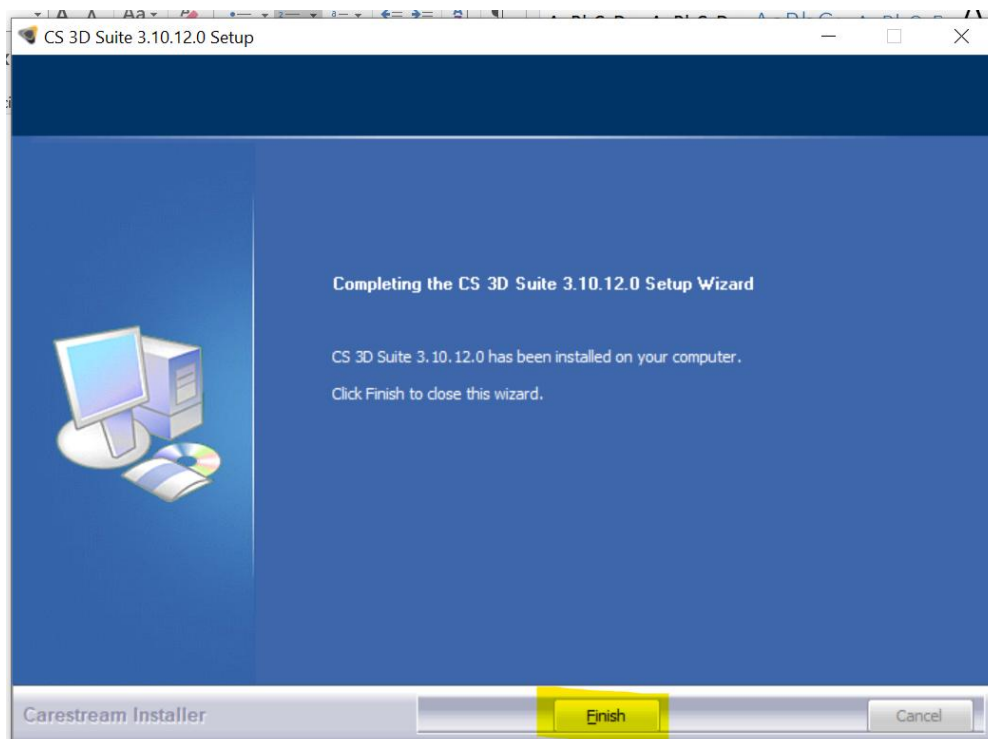 CS 3D Suite 3.10.12.0 Setup
Completing the CS 3D Suite 3.10.12.0 Setup Wizard
CS 3D Suite 3.10.12.0 has been installed on your computer.
Click Finish to close this wizard.
Carestream Installer
Finish
Cancel